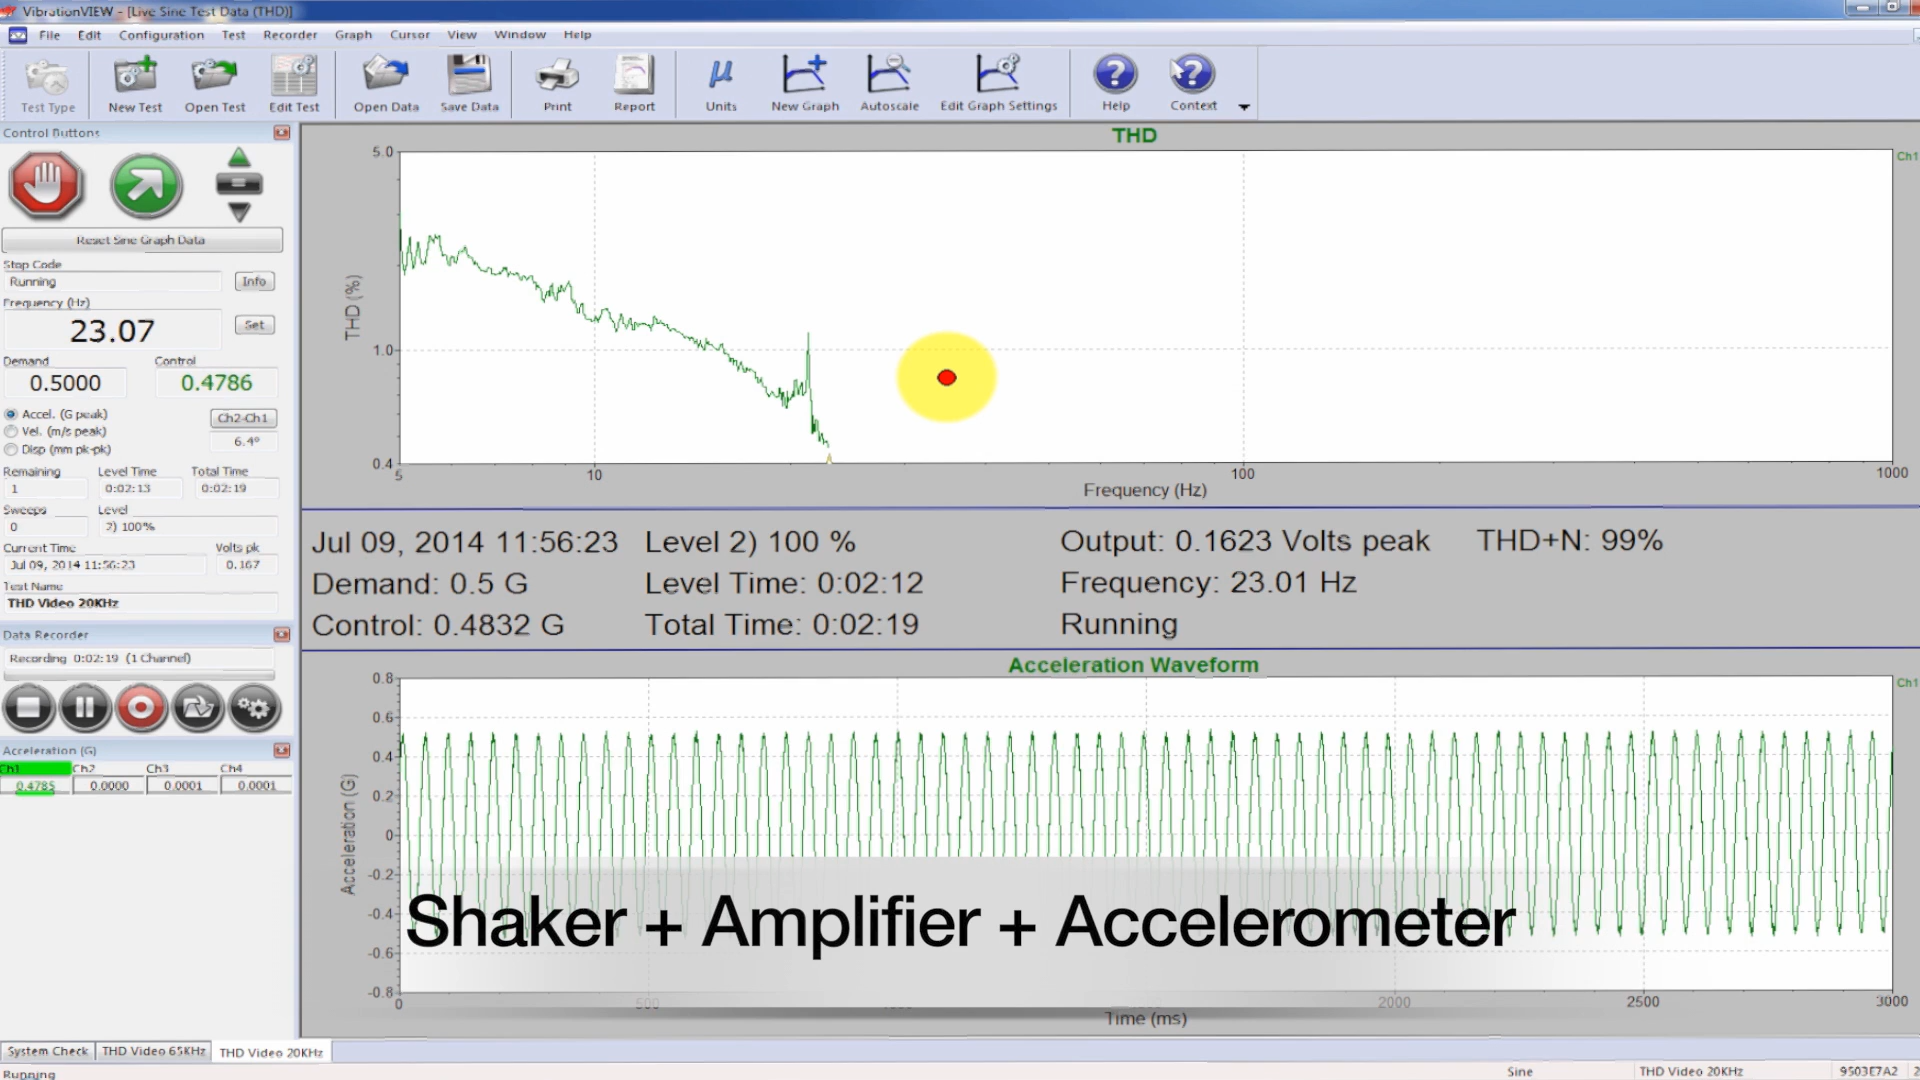 VibrationVIEW - [Live Sine Test Data (THD)]
File Edit Configuration Test Recorder Graph Cursor View Window Help
Test Type New Test Open Test Edit Test Open Data Save Data Print Report Units New Graph Autoscale Edit Graph Settings Help Context
Control Buttons
Reset Sine Graph Data
Stop Code
Running Info
Frequency (Hz)
23.07 Set
Demand Control
0.5000 0.4786
Accel. (G peak) Ch2-Ch1
Vel. (m/s peak) 6.4°
Disp (mm pk-pk)
Remaining Level Time Total Time
1 0:02:13 0:02:19
Sweeps Level
0 2) 100%
Current Time Volts pk
Jul 09, 2014 11:56:23 0.167
Test Name
THD Video 20KHz
Data Recorder
Recording 0:02:19 (1 Channel)
Acceleration (G)
Ch1 Ch2 Ch3 Ch4
0.4785 0.0000 0.0001 0.0001
THD
Ch1
5.0
1.0
0.4
THD (%)
5 10 100 1000
Frequency (Hz)
Jul 09, 2014 11:56:23 Level 2) 100 % Output: 0.1623 Volts peak THD+N: 99%
Demand: 0.5 G Level Time: 0:02:12 Frequency: 23.01 Hz
Control: 0.4832 G Total Time: 0:02:19 Running
Acceleration Waveform
Ch1
0.8
0.6
0.4
0.2
0
-0.2
-0.4
-0.6
-0.8
Acceleration (G)
Shaker + Amplifier + Accelerometer
0 500 2000 2500 3000
Time (ms)
System Check THD Video 65KHz THD Video 20KHz
Running Sine THD Video 20KHz 9503E7A2